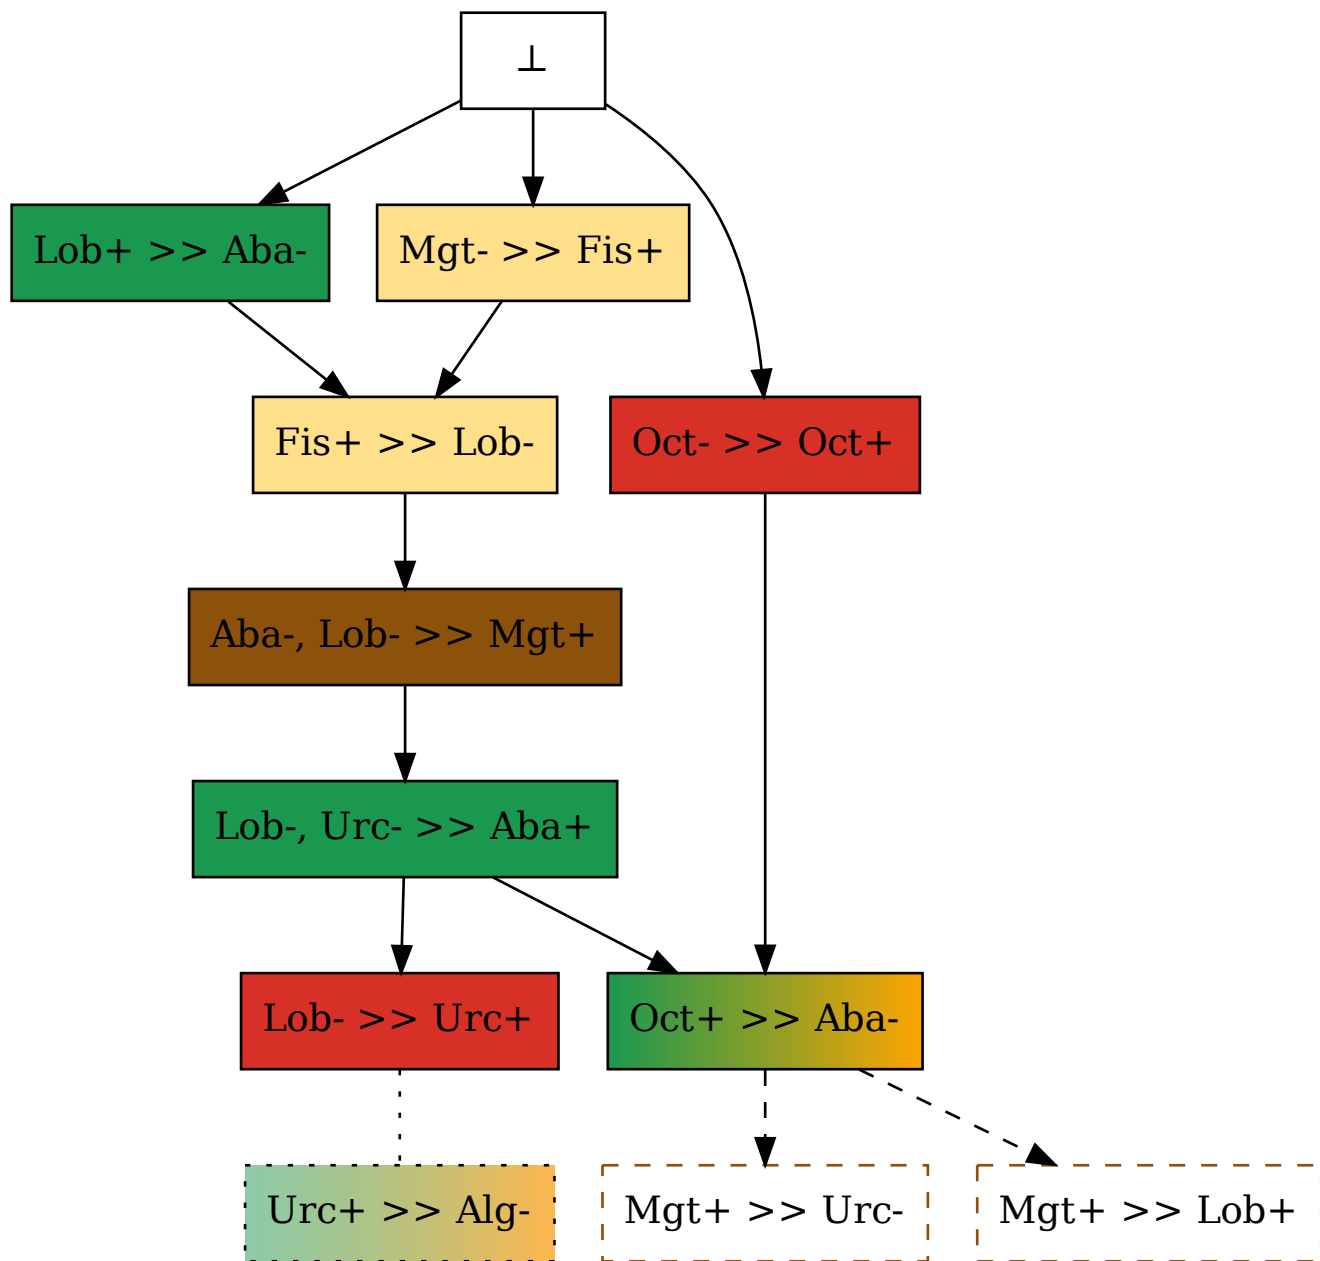 ⊥
Lob+ >> Aba-
Mgt- >> Fis+
Fis+ >> Lob-
Oct- >> Oct+
Aba-, Lob- >> Mgt+
Lob-, Urc- >> Aba+
Lob- >> Urc+
Oct+ >> Aba-
Urc+ >> Alg-
Mgt+ >> Urc-
Mgt+ >> Lob+